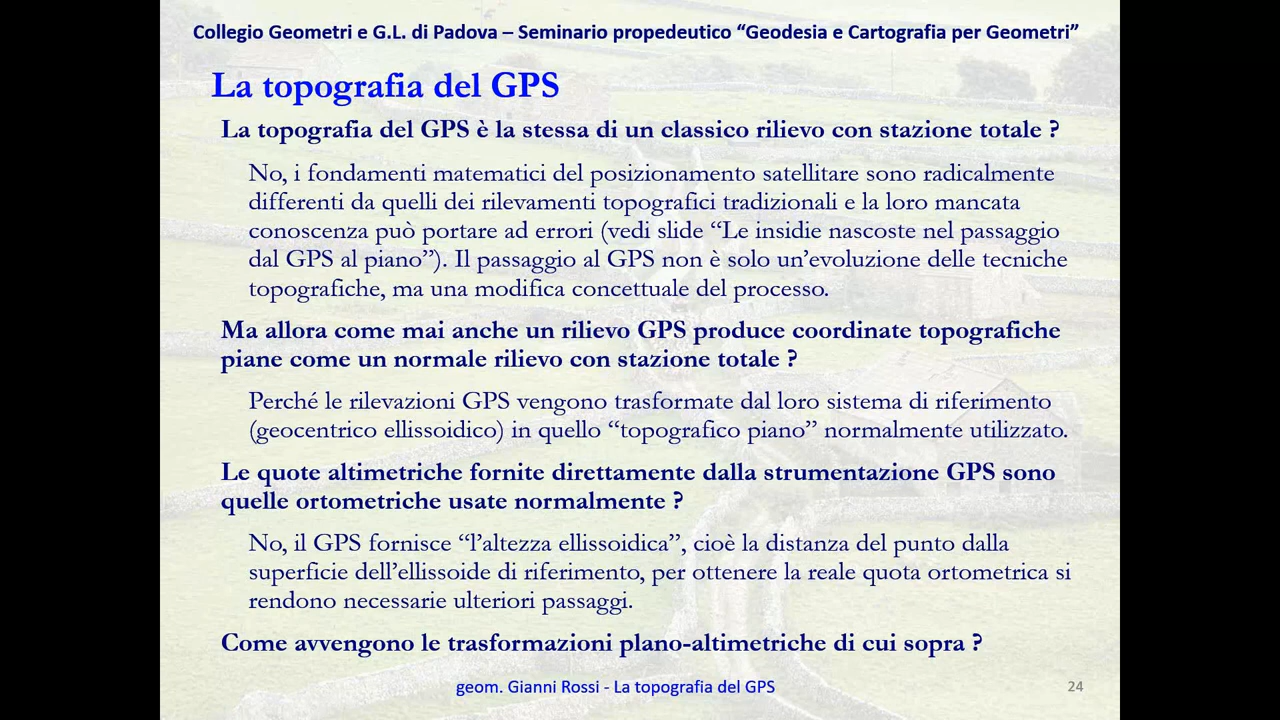 Collegio Geometri e G.L. di Padova – Seminario propedeutico “Geodesia e Cartografia per Geometri”
La topografia del GPS
La topografia del GPS è la stessa di un classico rilievo con stazione totale ?
No, i fondamenti matematici del posizionamento satellitare sono radicalmente
differenti da quelli dei rilevamenti topografici tradizionali e la loro mancata
conoscenza può portare ad errori (vedi slide “Le insidie nascoste nel passaggio
dal GPS al piano”). Il passaggio al GPS non è solo un’evoluzione delle tecniche
topografiche, ma una modifica concettuale del processo.
Ma allora come mai anche un rilievo GPS produce coordinate topografiche
piane come un normale rilievo con stazione totale ?
Perché le rilevazioni GPS vengono trasformate dal loro sistema di riferimento
(geocentrico ellissoidico) in quello “topografico piano” normalmente utilizzato.
Le quote altimetriche fornite direttamente dalla strumentazione GPS sono
quelle ortometriche usate normalmente ?
No, il GPS fornisce “l’altezza ellissoidica”, cioè la distanza del punto dalla
superficie dell’ellissoide di riferimento, per ottenere la reale quota ortometrica si
rendono necessarie ulteriori passaggi.
Come avvengono le trasformazioni plano-altimetriche di cui sopra ?
geom. Gianni Rossi - La topografia del GPS
24